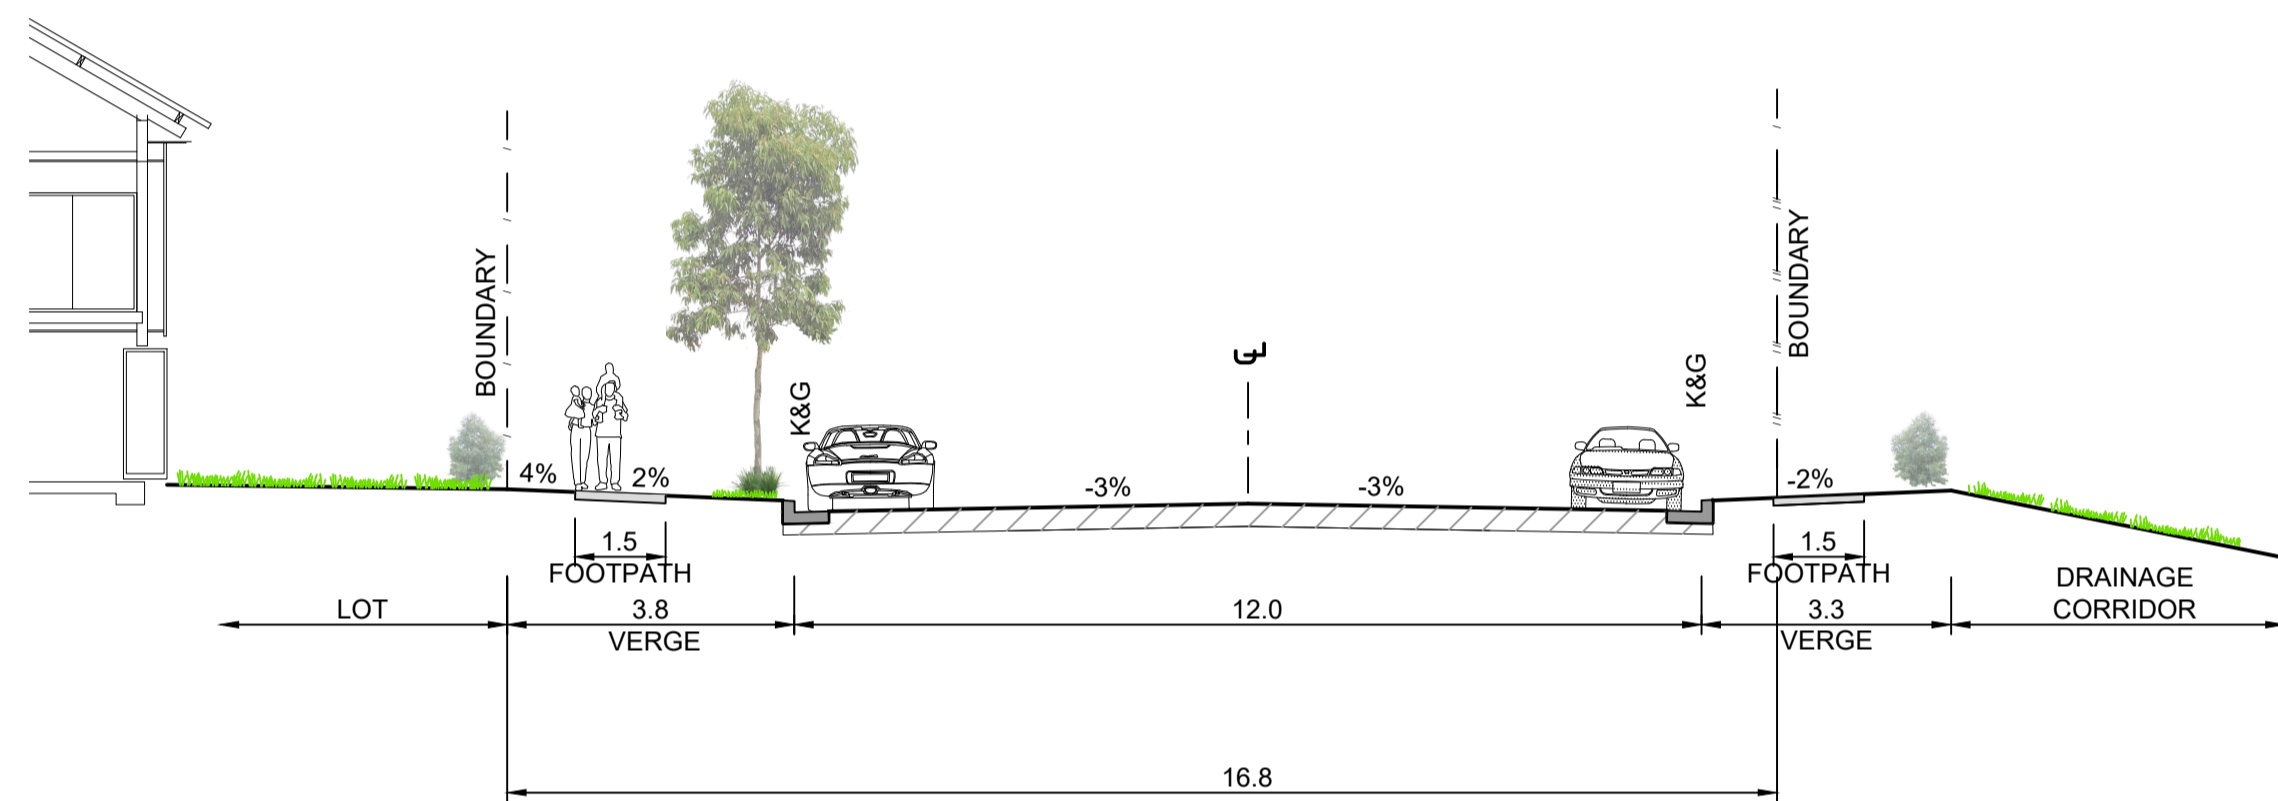 BOUNDARY
K&G
K&G
BOUNDARY
4%
2%
-3%
-3%
-2%
1.5
FOOTPATH
1.5
FOOTPATH
DRAINAGE
CORRIDOR
LOT
3.8
VERGE
12.0
3.3
VERGE
16.8